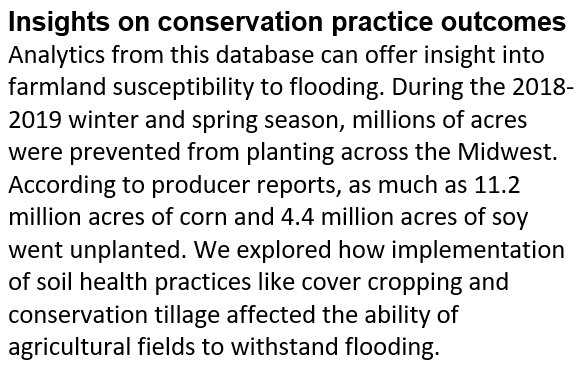 Insights on conservation practice outcomes
Analytics from this database can offer insight into
farmland susceptibility to flooding. During the 2018-
2019 winter and spring season, millions of acres
were prevented from planting across the Midwest.
According to producer reports, as much as 11.2
million acres of corn and 4.4 million acres of soy
went unplanted. We explored how implementation
of soil health practices like cover cropping and
conservation tillage affected the ability of
agricultural fields to withstand flooding.